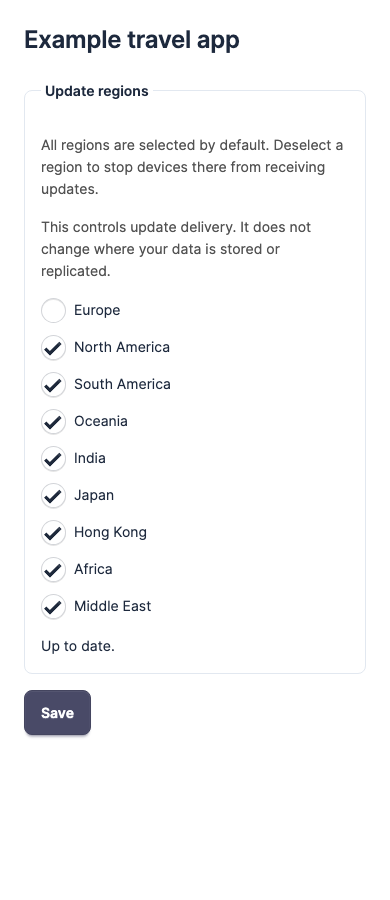 Example travel app
Update regions
All regions are selected by default. Deselect a
region to stop devices there from receiving
updates.
This controls update delivery. It does not
change where your data is stored or
replicated.
Europe
North America
South America
Oceania
India
Japan
Hong Kong
Africa
Middle East
Up to date.
Save